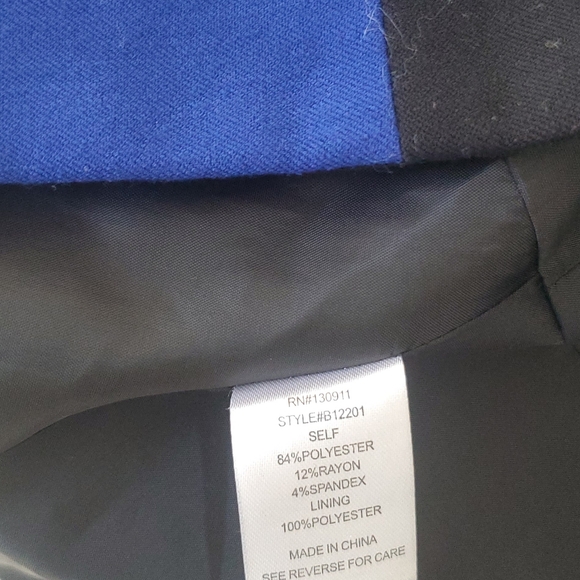 RN#130911
STYLE#B12201
SELF
84%POLYESTER
12%RAYON
4%SPANDEX
LINING
100%POLYESTER
MADE IN CHINA
SEE REVERSE FOR CARE